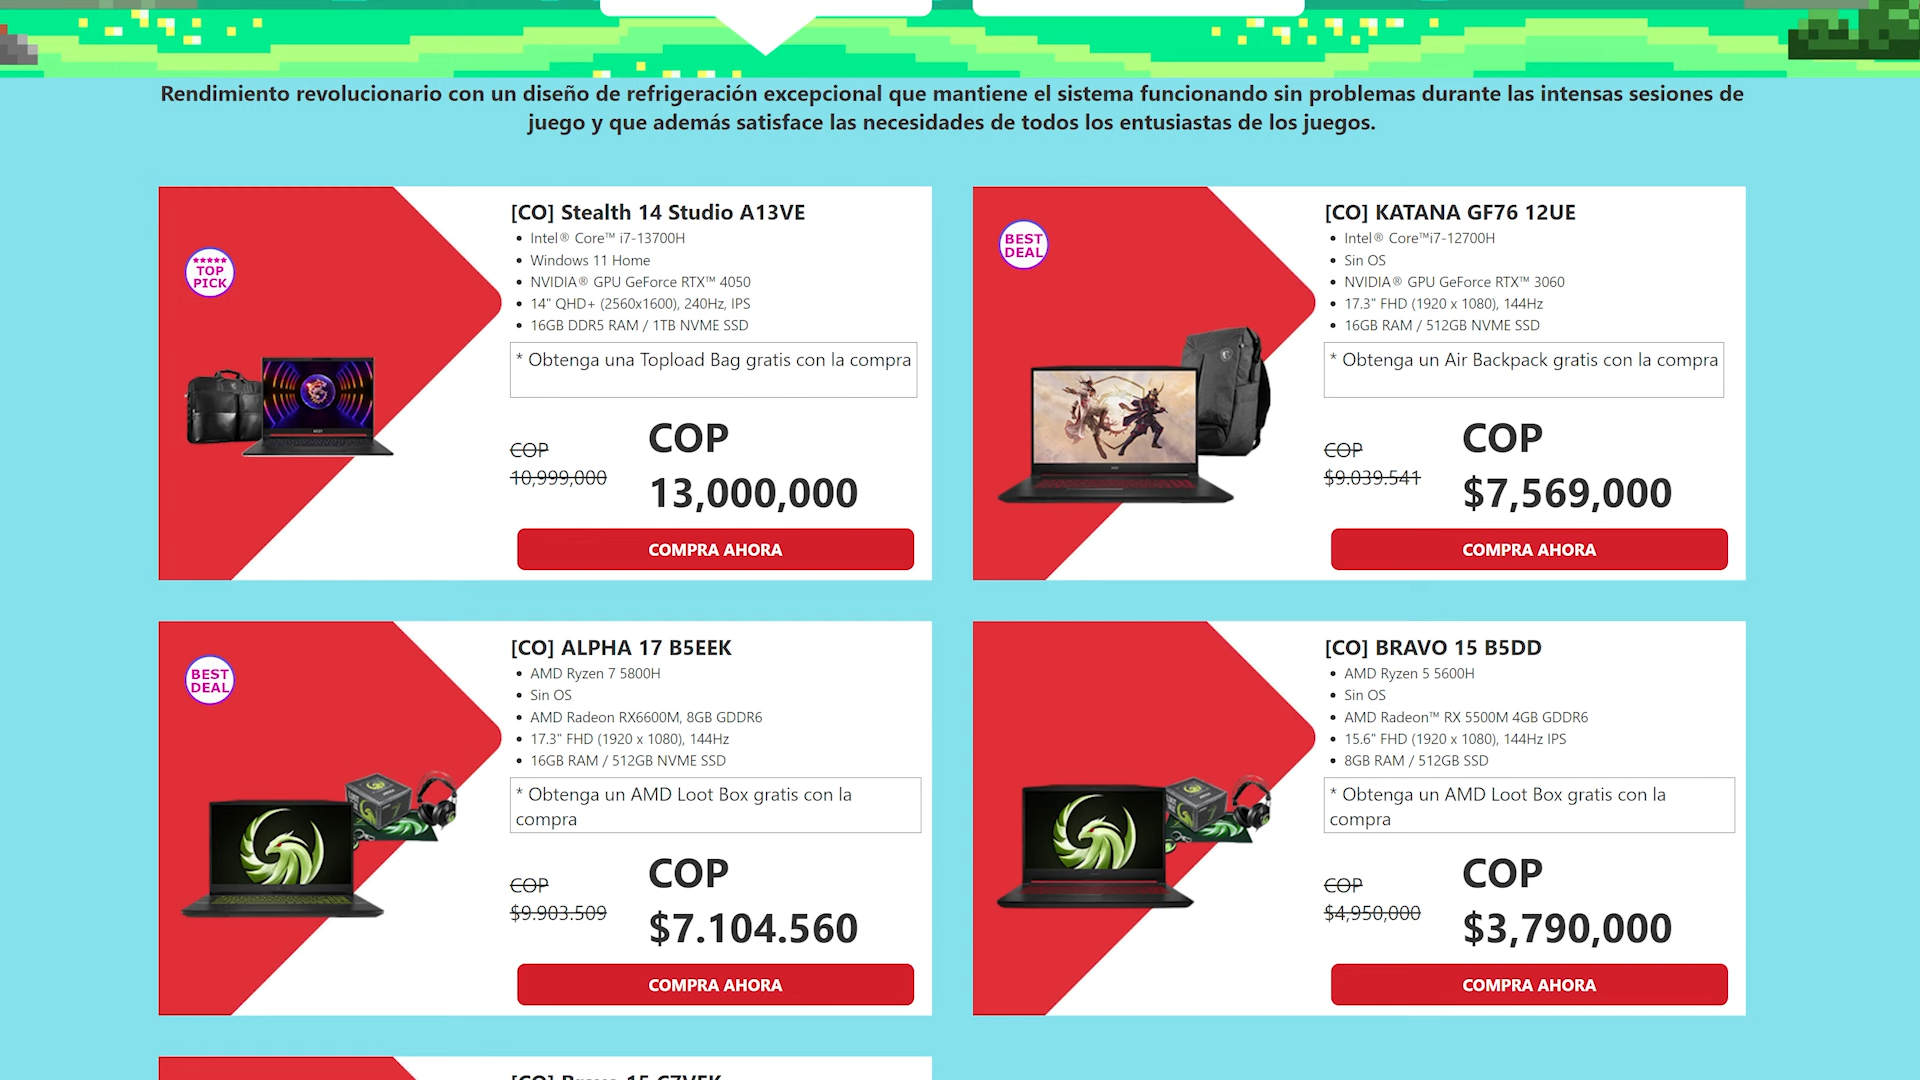 Rendimiento revolucionario con un diseño de refrigeración excepcional que mantiene el sistema funcionando sin problemas durante las intensas sesiones de
juego y que además satisface las necesidades de todos los entusiastas de los juegos.
TOP
PICK
[CO] Stealth 14 Studio A13VE
Intel® Core™ i7-13700H
Windows 11 Home
NVIDIA® GPU GeForce RTX™ 4050
14" QHD+ (2560x1600), 240Hz, IPS
16GB DDR5 RAM / 1TB NVME SSD
* Obtenga una Topload Bag gratis con la compra
COP
10,999,000
COP
13,000,000
COMPRA AHORA
BEST
DEAL
[CO] KATANA GF76 12UE
Intel® Core™i7-12700H
Sin OS
NVIDIA® GPU GeForce RTX™ 3060
17.3" FHD (1920 x 1080), 144Hz
16GB RAM / 512GB NVME SSD
* Obtenga un Air Backpack gratis con la compra
COP
$9.039.541
COP
$7,569,000
COMPRA AHORA
BEST
DEAL
[CO] ALPHA 17 B5EEK
AMD Ryzen 7 5800H
Sin OS
AMD Radeon RX6600M, 8GB GDDR6
17.3" FHD (1920 x 1080), 144Hz
16GB RAM / 512GB NVME SSD
* Obtenga un AMD Loot Box gratis con la
compra
COP
$9.903.509
COP
$7.104.560
COMPRA AHORA
[CO] BRAVO 15 B5DD
AMD Ryzen 5 5600H
Sin OS
AMD Radeon™ RX 5500M 4GB GDDR6
15.6" FHD (1920 x 1080), 144Hz IPS
8GB RAM / 512GB SSD
* Obtenga un AMD Loot Box gratis con la
compra
COP
$4,950,000
COP
$3,790,000
COMPRA AHORA
[CO] Bravo 15 C7VEK